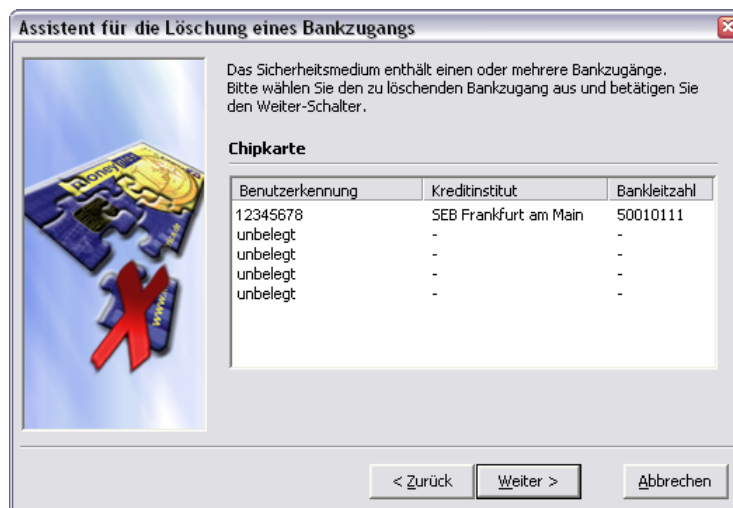 Assistent für die Löschung eines Bankzugangs
Das Sicherheitsmedium enthält einen oder mehrere Bankzugänge.
Bitte wählen Sie den zu löschenden Bankzugang aus und betätigen Sie
den Weiter-Schalter.
Chipkarte
Benutzerkennung Kreditinstitut Bankleitzahl
12345678 SEB Frankfurt am Main 50010111
unbelegt - -
unbelegt - -
unbelegt - -
unbelegt - -
money
www.
< Zurück Weiter > Abbrechen